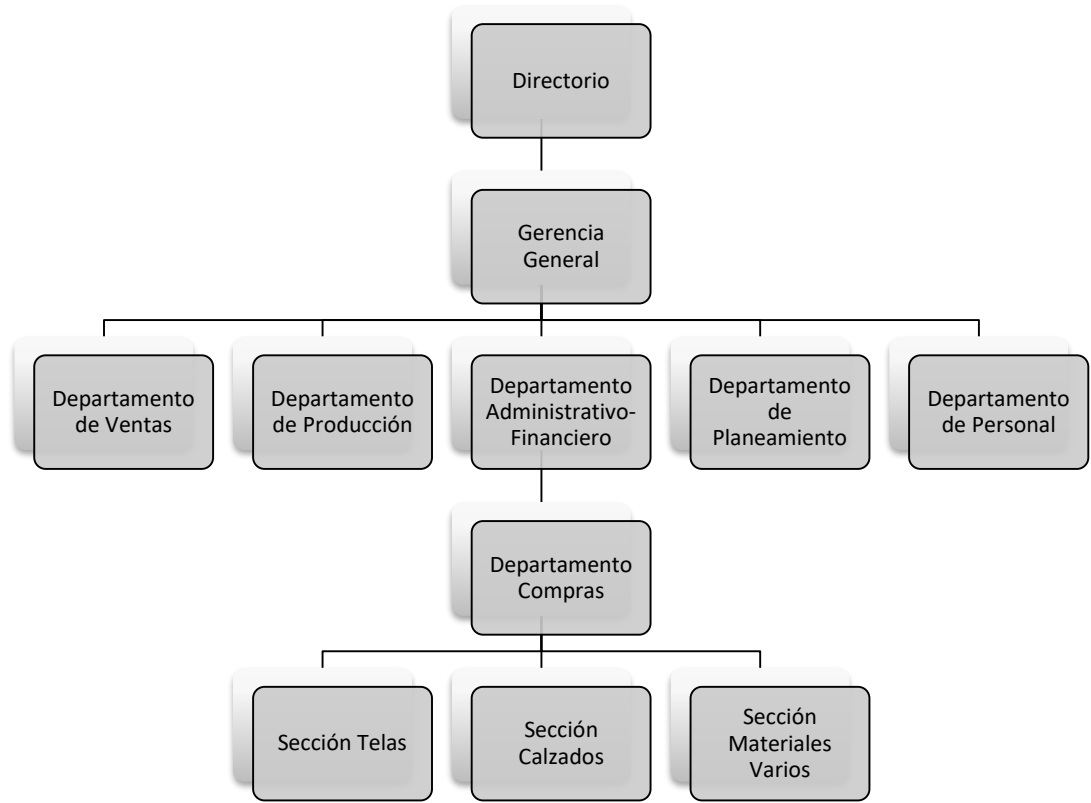 Directorio
Gerencia
General
Departamento
de Ventas
Departamento
de Producción
Departamento
Administrativo-
Financiero
Departamento
de
Planeamiento
Departamento
de Personal
Departamento
Compras
Sección Telas
Sección
Calzados
Sección
Materiales
Varios